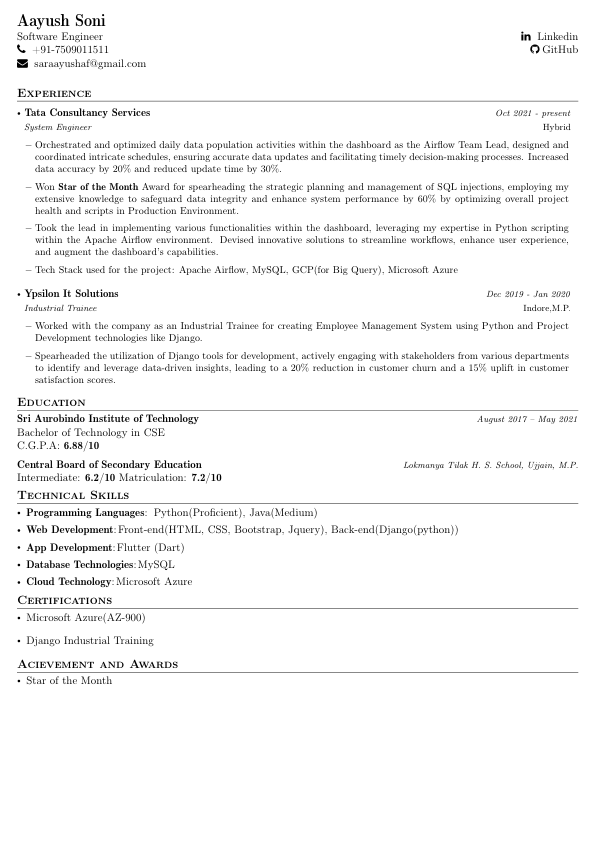 Aayush Soni
Software Engineer
Linkedin
+91-7509011511
GitHub
saraayushaf@gmail.com
Experience
• Tata Consultancy Services Oct 2021 - present
System Engineer Hybrid
– Orchestrated and optimized daily data population activities within the dashboard as the Airflow Team Lead, designed and
coordinated intricate schedules, ensuring accurate data updates and facilitating timely decision-making processes. Increased
data accuracy by 20% and reduced update time by 30%.
– Won Star of the Month Award for spearheading the strategic planning and management of SQL injections, employing my
extensive knowledge to safeguard data integrity and enhance system performance by 60% by optimizing overall project
health and scripts in Production Environment.
– Took the lead in implementing various functionalities within the dashboard, leveraging my expertise in Python scripting
within the Apache Airflow environment. Devised innovative solutions to streamline workflows, enhance user experience,
and augment the dashboard's capabilities.
– Tech Stack used for the project: Apache Airflow, MySQL, GCP(for Big Query), Microsoft Azure
• Ypsilon It Solutions Dec 2019 - Jan 2020
Industrial Trainee Indore,M.P.
– Worked with the company as an Industrial Trainee for creating Employee Management System using Python and Project
Development technologies like Django.
– Spearheaded the utilization of Django tools for development, actively engaging with stakeholders from various departments
to identify and leverage data-driven insights, leading to a 20% reduction in customer churn and a 15% uplift in customer
satisfaction scores.
Education
Sri Aurobindo Institute of Technology August 2017 – May 2021
Bachelor of Technology in CSE
C.G.P.A: 6.88/10
Central Board of Secondary Education Lokmanya Tilak H. S. School, Ujjain, M.P.
Intermediate: 6.2/10 Matriculation: 7.2/10
Technical Skills
• Programming Languages: Python(Proficient), Java(Medium)
• Web Development:Front-end(HTML, CSS, Bootstrap, Jquery), Back-end(Django(python))
• App Development:Flutter (Dart)
• Database Technologies:MySQL
• Cloud Technology:Microsoft Azure
Certifications
• Microsoft Azure(AZ-900)
• Django Industrial Training
Acievement and Awards
• Star of the Month